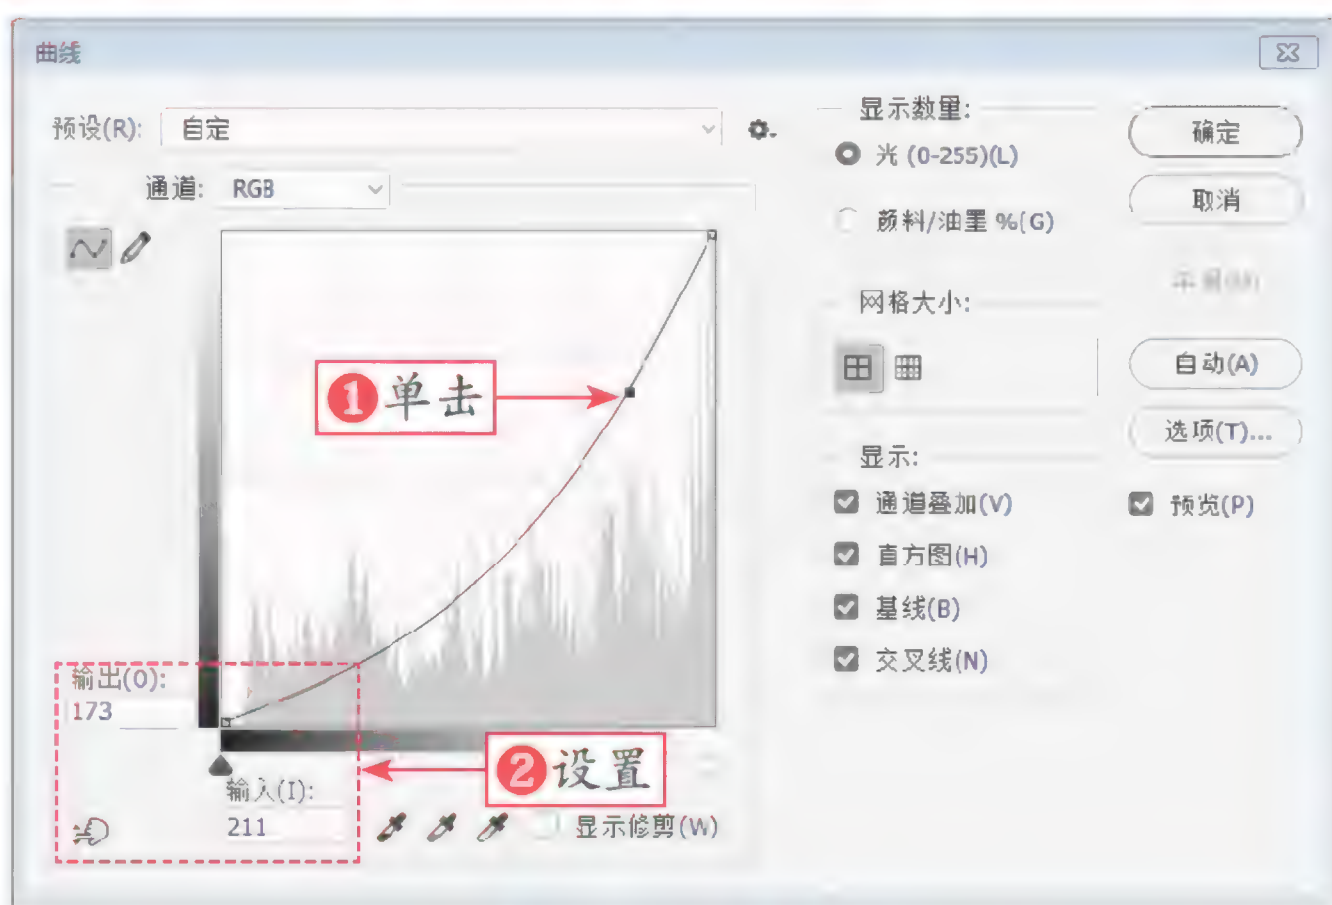 曲线
预设(R): 自定
通道: RGB
❶单击
输出(O):
173
❷设置
输入(I):
211
显示修剪(W)
显示数量:
光 (0-255)(L)
颜料/油墨 %(G)
网格大小:
显示:
通道叠加(V)
直方图(H)
基线(B)
交叉线(N)
确定
取消
自动(A)
选项(T)...
预览(P)